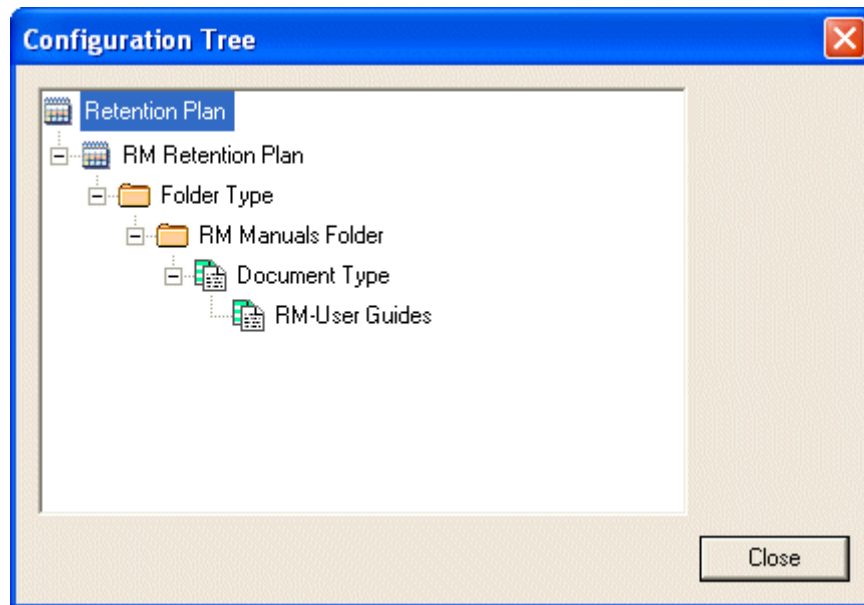 Configuration Tree
Retention Plan
RM Retention Plan
Folder Type
RM Manuals Folder
Document Type
RM-User Guides
Close